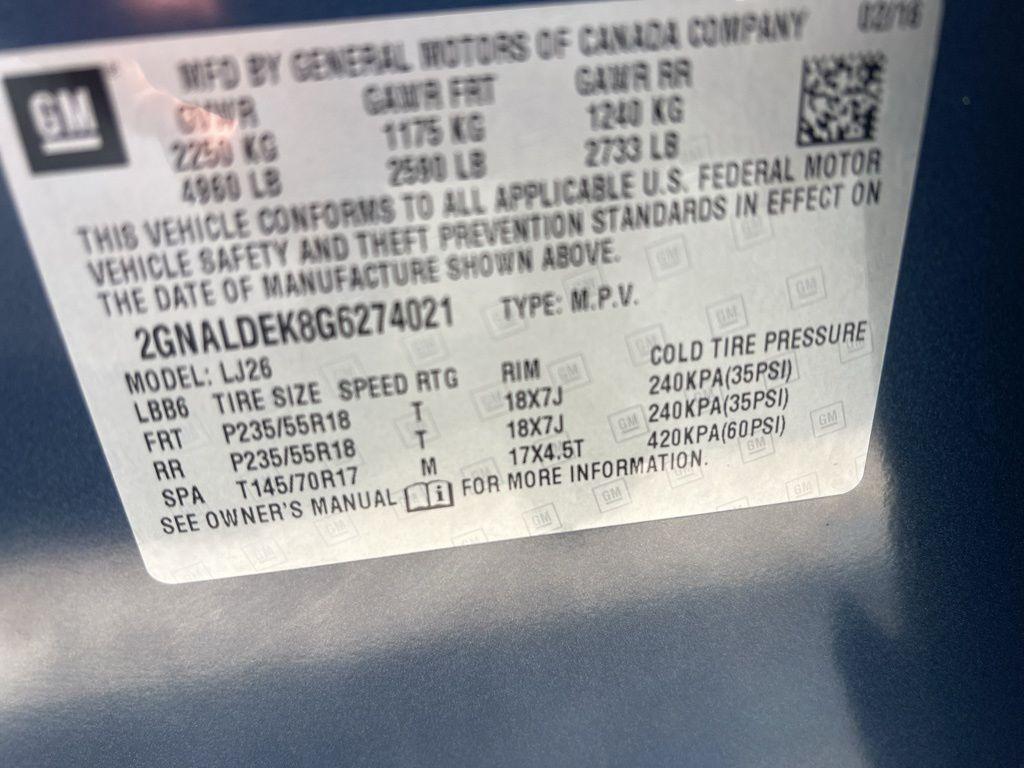 MFD BY GENERAL MOTORS OF CANADA COMPANY 02/16
GM
GVWR GAWR FRT GAWR RR
2250 KG 1175 KG 1240 KG
4960 LB 2590 LB 2733 LB
THIS VEHICLE CONFORMS TO ALL APPLICABLE U.S. FEDERAL MOTOR
VEHICLE SAFETY AND THEFT PREVENTION STANDARDS IN EFFECT ON
THE DATE OF MANUFACTURE SHOWN ABOVE.
2GNALDEK8G6274021 TYPE: M.P.V.
MODEL: LJ26
LBB6 TIRE SIZE SPEED RTG RIM COLD TIRE PRESSURE
FRT P235/55R18 T 18X7J 240KPA(35PSI)
RR P235/55R18 T 18X7J 240KPA(35PSI)
SPA T145/70R17 M 17X4.5T 420KPA(60PSI)
SEE OWNER'S MANUAL i FOR MORE INFORMATION.